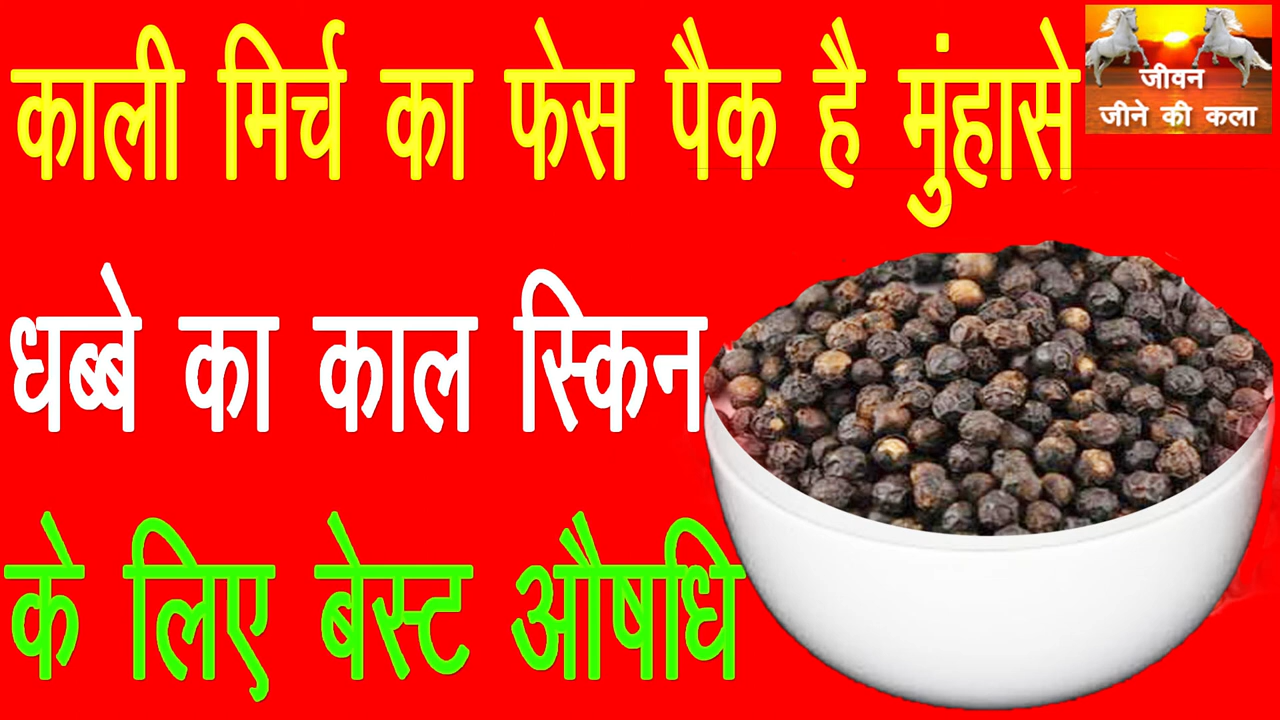 काली मिर्च का फेस पैक है मुंहासे
जीवन
जीने की कला
धब्बे का काल स्किन
के लिए बेस्ट औषधि